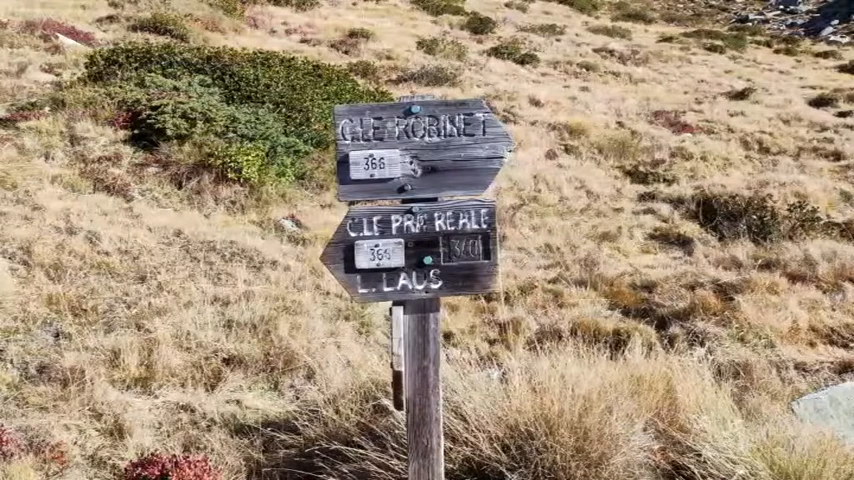 C.LE ROBINET
366
C.LE PRA REALE
366 360
L. LAUS